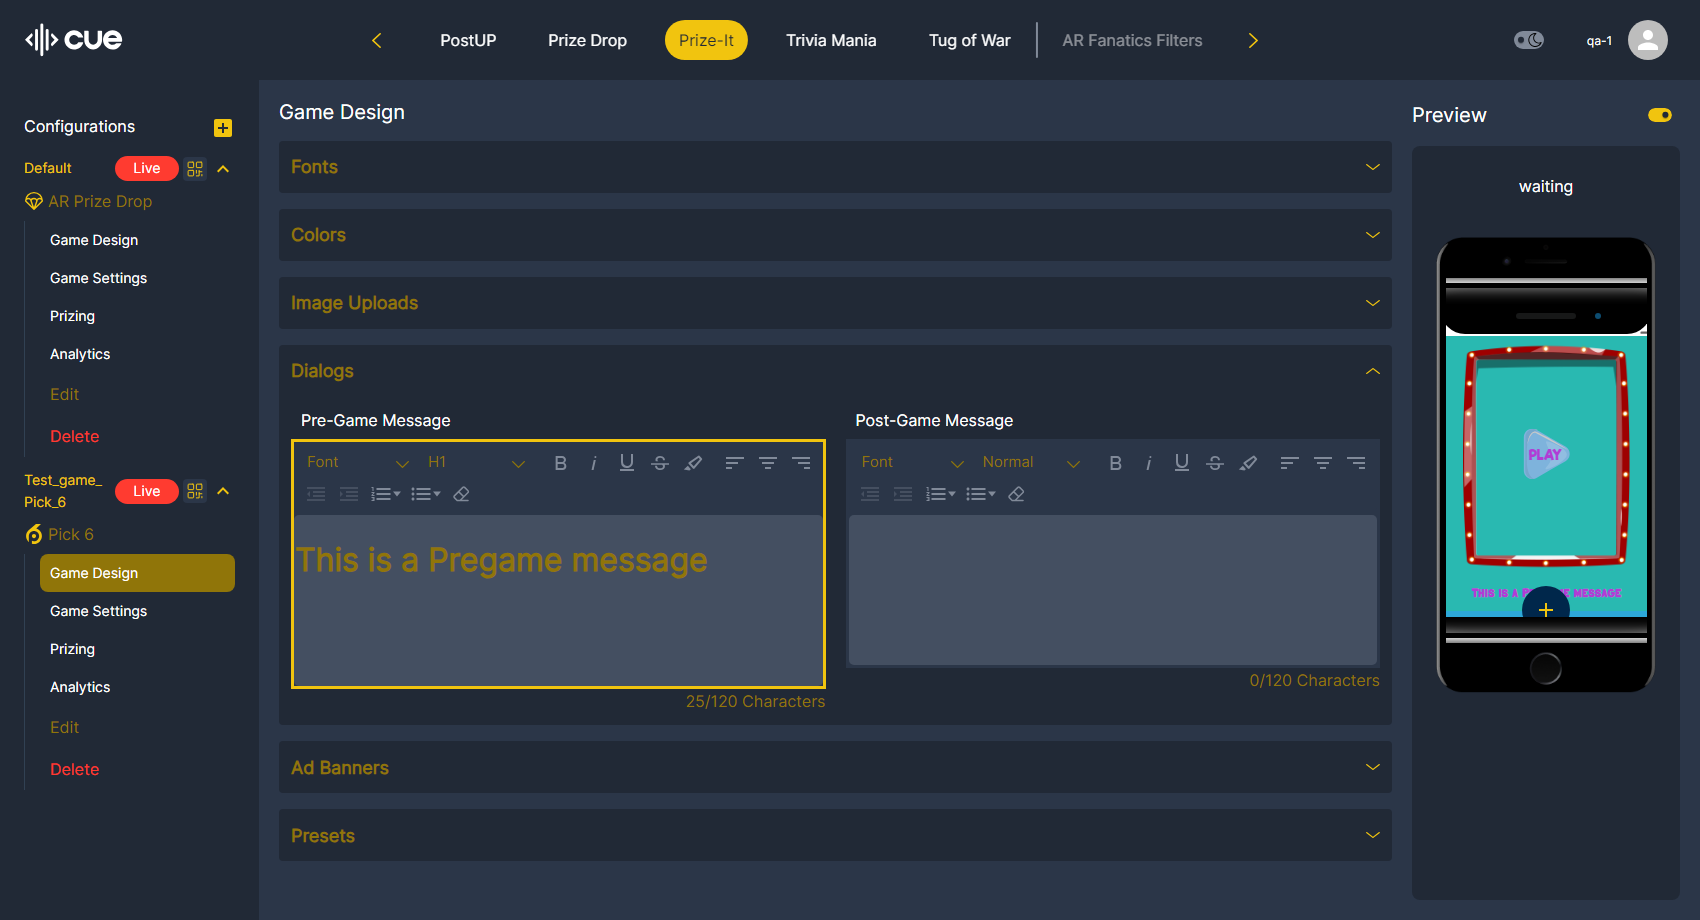 cue
PostUP
Prize Drop
Prize-It
Trivia Mania
Tug of War
AR Fanatics Filters
qa-1
Configurations
Default
Live
AR Prize Drop
Game Design
Game Settings
Prizing
Analytics
Edit
Delete
Test_game_
Pick_6
Live
Pick 6
Game Design
Game Settings
Prizing
Analytics
Edit
Delete
Game Design
Fonts
Colors
Image Uploads
Dialogs
Pre-Game Message
Font
H1
This is a Pregame message
25/120 Characters
Post-Game Message
Font
Normal
0/120 Characters
Ad Banners
Presets
Preview
waiting
PLAY
THIS IS A MESSAGE